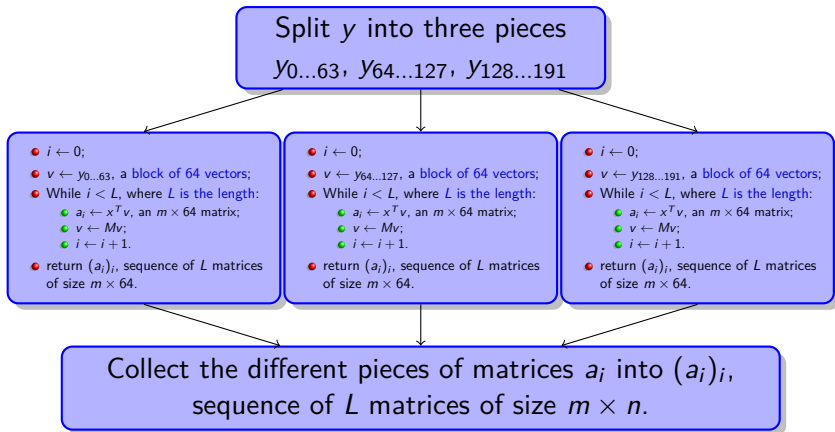 Split y into three pieces
y₀…₆₃, y₆₄…₁₂₇, y₁₂₈…₁₉₁
i ← 0;
v ← y₀…₆₃, a block of 64 vectors;
While i < L, where L is the length:
aᵢ ← xᵀv, an m × 64 matrix;
v ← Mv;
i ← i + 1.
return (aᵢ)ᵢ, sequence of L matrices
of size m × 64.
i ← 0;
v ← y₆₄…₁₂₇, a block of 64 vectors;
While i < L, where L is the length:
aᵢ ← xᵀv, an m × 64 matrix;
v ← Mv;
i ← i + 1.
return (aᵢ)ᵢ, sequence of L matrices
of size m × 64.
i ← 0;
v ← y₁₂₈…₁₉₁, a block of 64 vectors;
While i < L, where L is the length:
aᵢ ← xᵀv, an m × 64 matrix;
v ← Mv;
i ← i + 1.
return (aᵢ)ᵢ, sequence of L matrices
of size m × 64.
Collect the different pieces of matrices aᵢ into (aᵢ)ᵢ,
sequence of L matrices of size m × n.